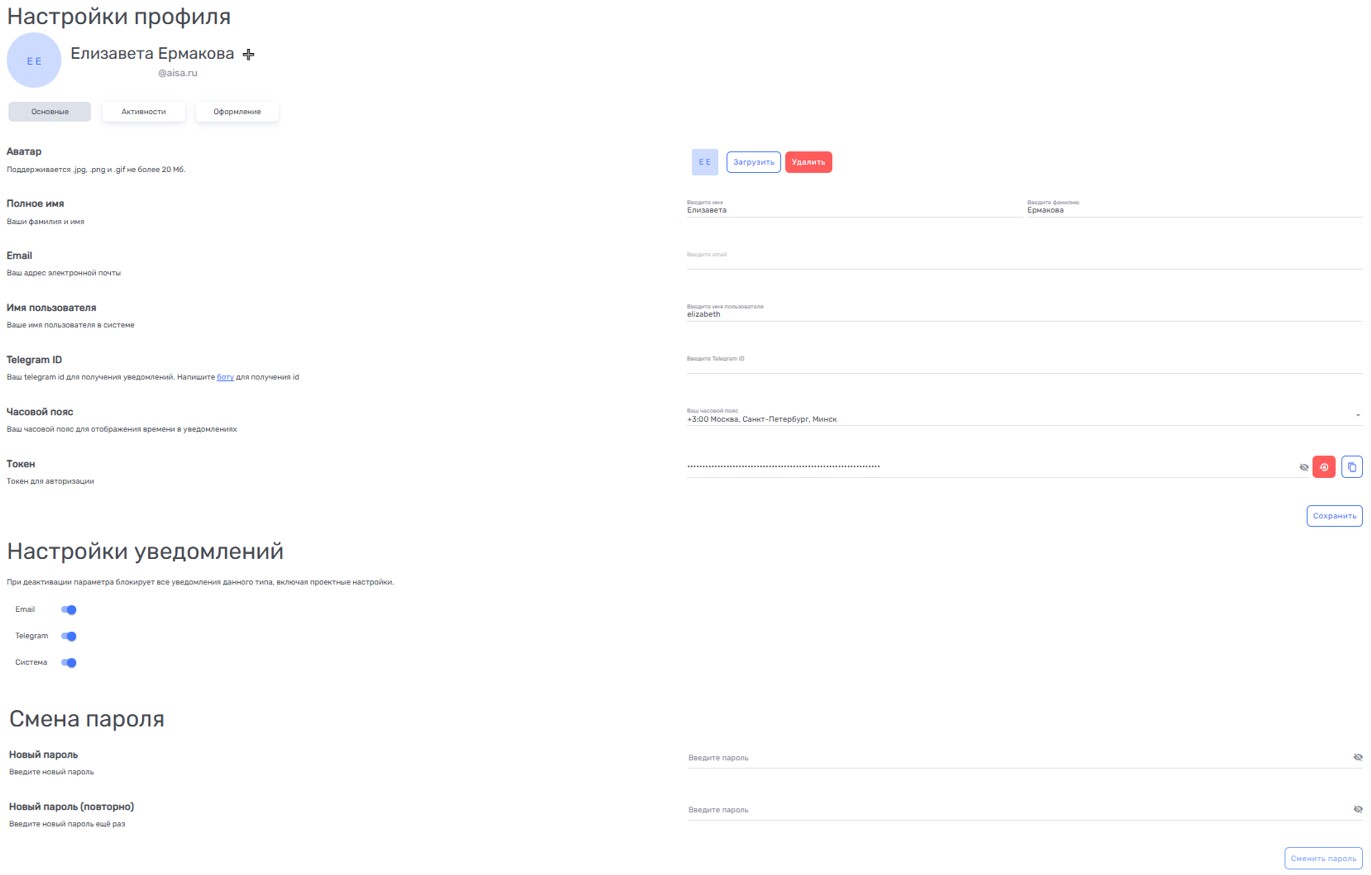 Настройки профиля
E E
Елизавета Ермакова
@aisa.ru
Основные Активности Оформление
Аватар
Поддерживается .jpg, .png и .gif не более 20 Мб.
E E Загрузить Удалить
Полное имя
Ваши фамилия и имя
Введите имя
Елизавета
Введите фамилию
Ермакова
Email
Ваш адрес электронной почты
Введите email
Имя пользователя
Ваше имя пользователя в системе
Введите имя пользователя
elizabeth
Telegram ID
Ваш telegram id для получения уведомлений. Напишите боту для получения id
Введите Telegram ID
Часовой пояс
Ваш часовой пояс для отображения времени в уведомлениях
Ваш часовой пояс
+3:00 Москва, Санкт-Петербург, Минск
Токен
Токен для авторизации
Сохранить
Настройки уведомлений
При деактивации параметра блокирует все уведомления данного типа, включая проектные настройки.
Email
Telegram
Система
Смена пароля
Новый пароль
Введите новый пароль
Введите пароль
Новый пароль (повторно)
Введите новый пароль ещё раз
Введите пароль
Сменить пароль